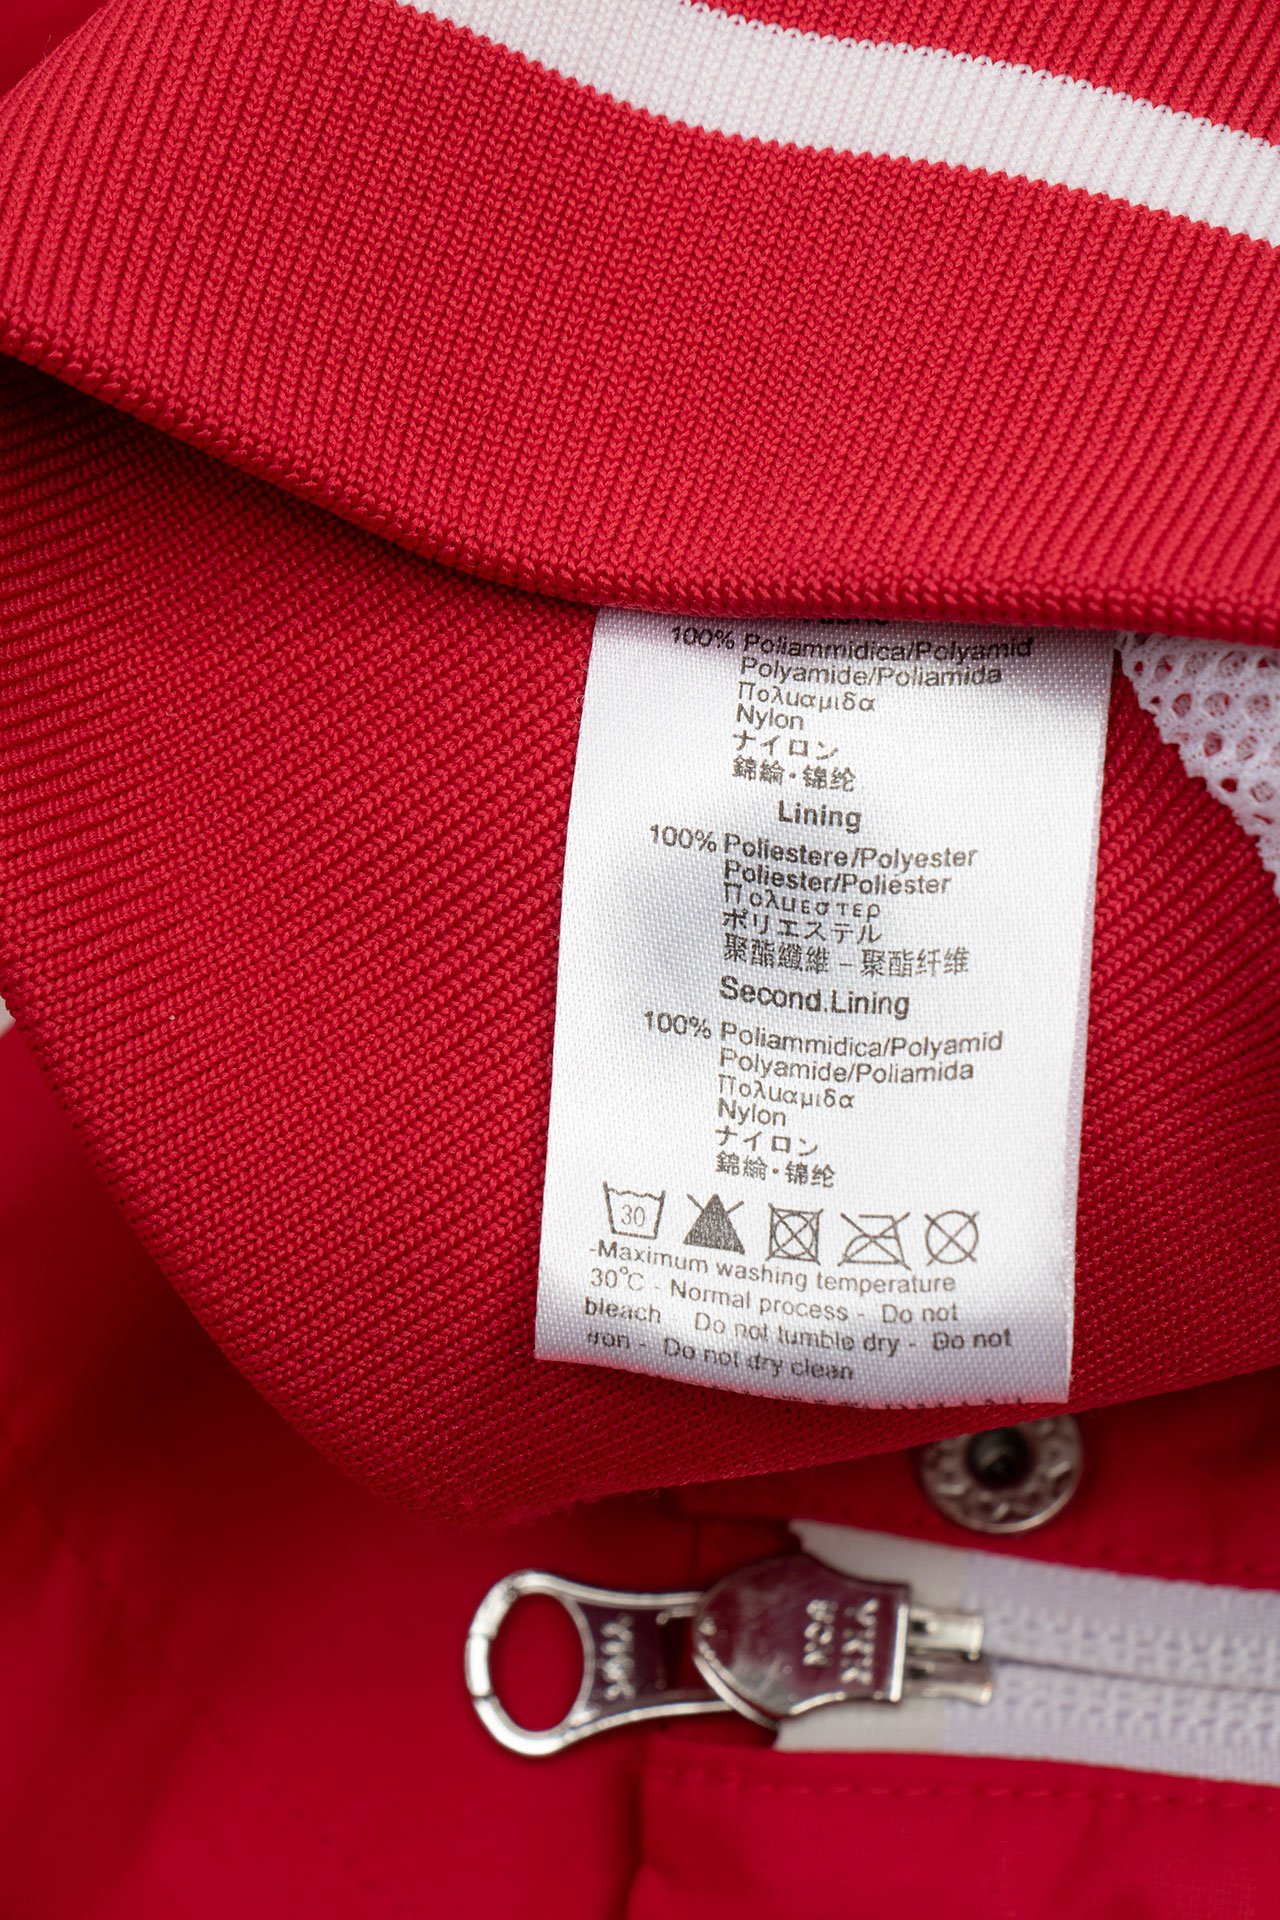 100% Poliammidica/Polyamid
Polyamide/Poliamida
Πολυαμιδα
Nylon
ナイロン
錦綸·锦纶
Lining
100% Poliestere/Polyester
Poliester/Poliester
Πολμεστερ
ポリエステル
聚酯纖維 – 聚酯纤维
Second.Lining
100% Poliammidica/Polyamid
Polyamide/Poliamida
Πολυαμιδα
Nylon
ナイロン
錦綸·锦纶
30
-Maximum washing temperature
30°C - Normal process - Do not
bleach Do not tumble dry - Do not
iron - Do not dry clean
YKK